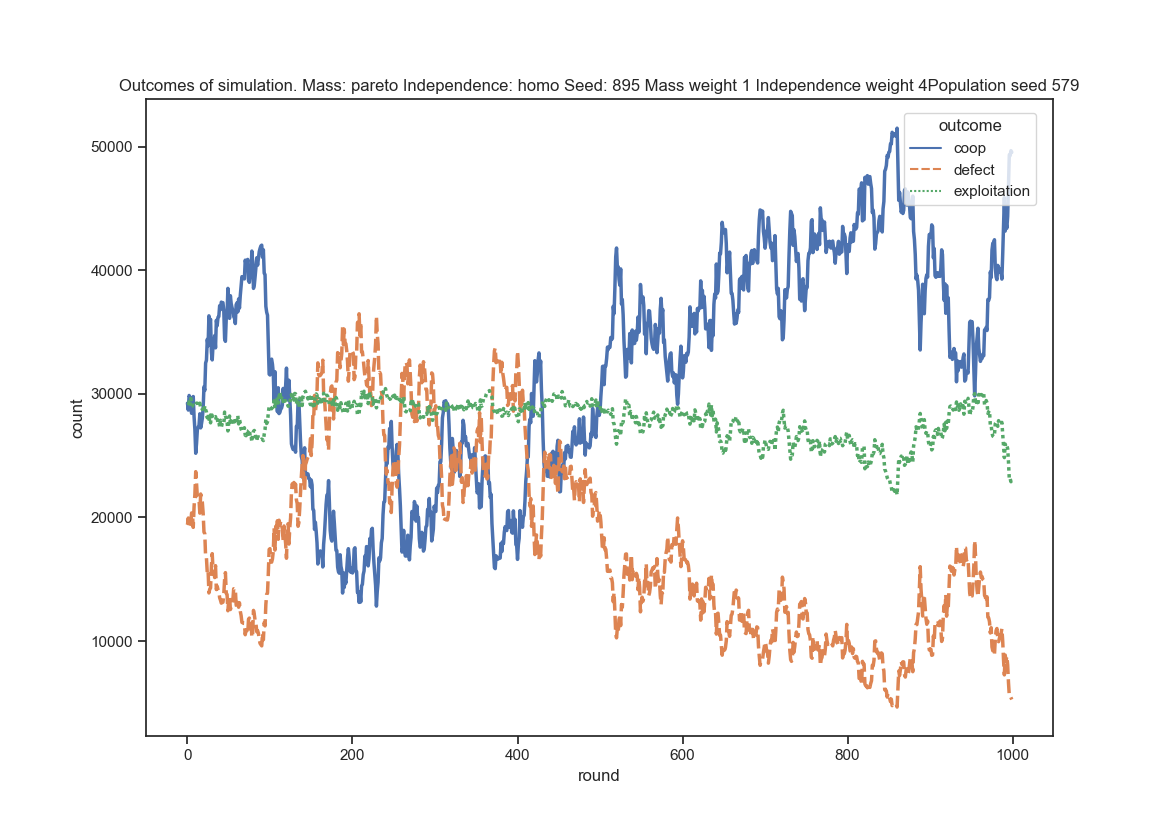 Outcomes of simulation. Mass: pareto Independence: homo Seed: 895 Mass weight 1 Independence weight 4Population seed 579
outcome
coop
defect
exploitation
50000
40000
30000
20000
10000
count
0
200
400
600
800
1000
round